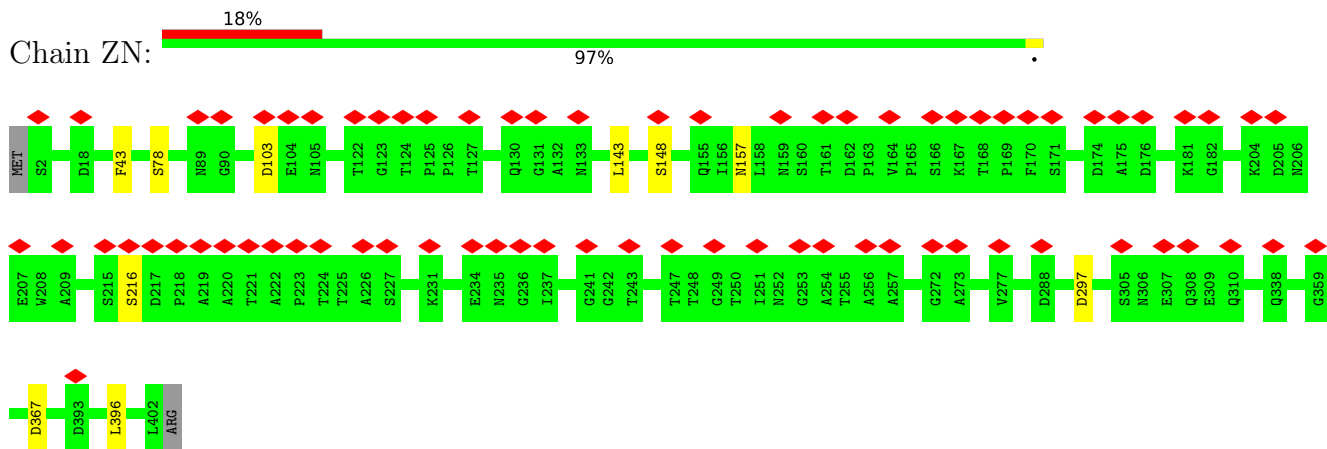 18%
Chain ZN:
97%
MET S2 D18 F43 S78 N89 G90 D103 E104 N105 T122 G123 T124 P125 P126 T127 Q130 G131 A132 N133 L143 S148 Q155 I156 N157 L158 N159 S160 T161 D162 P163 V164 P165 S166 K167 T168 P169 F170 S171 D174 A175 D176 K181 G182 K204 D205 N206
E207 W208 A209 S215 S216 D217 P218 A219 A220 T221 A222 P223 T224 T225 A226 S227 K231 E234 N235 G236 I237 G241 G242 T243 T247 T248 G249 T250 I251 N252 G253 A254 T255 A256 A257 G272 A273 V277 D288 D297 S305 N306 E307 Q308 E309 Q310 Q338 G359
D367 D393 L396 L402 ARG